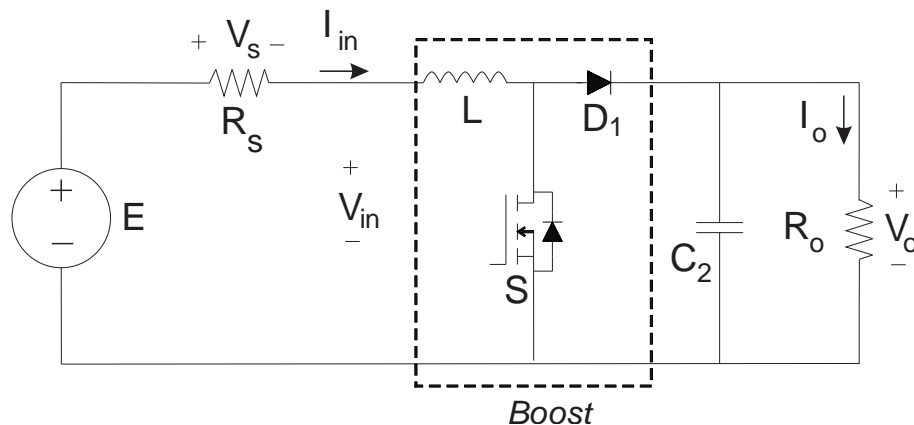 + Vs −
Iin
Rs
L
D1
Io
+
Vin
−
+
−
E
S
C2
Ro
+
Vo
−
Boost